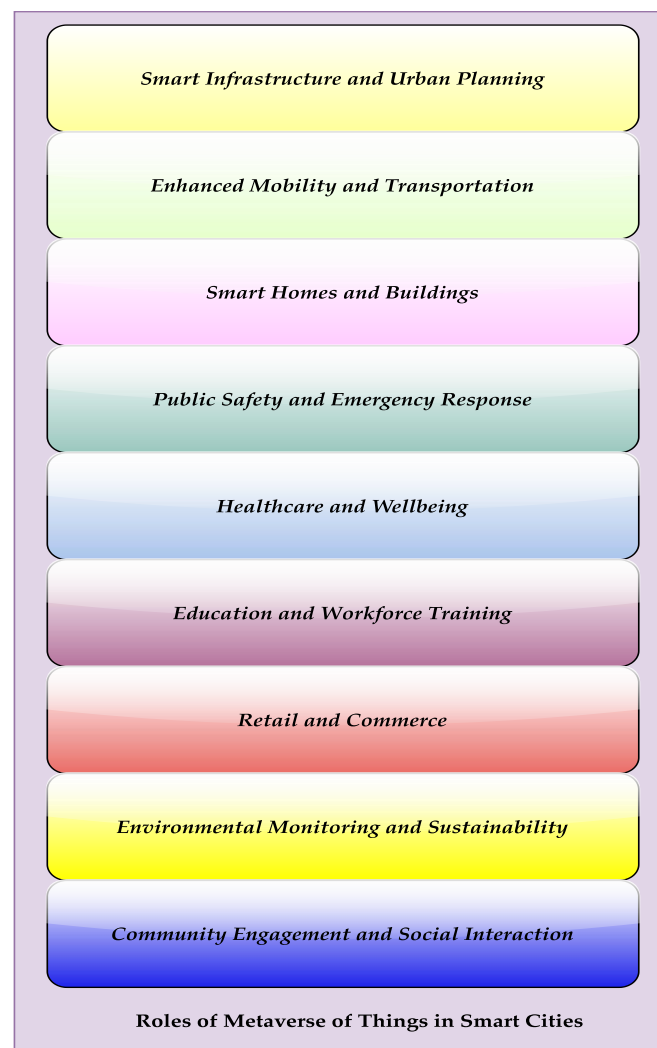 Smart Infrastructure and Urban Planning
Enhanced Mobility and Transportation
Smart Homes and Buildings
Public Safety and Emergency Response
Healthcare and Wellbeing
Education and Workforce Training
Retail and Commerce
Environmental Monitoring and Sustainability
Community Engagement and Social Interaction
Roles of Metaverse of Things in Smart Cities